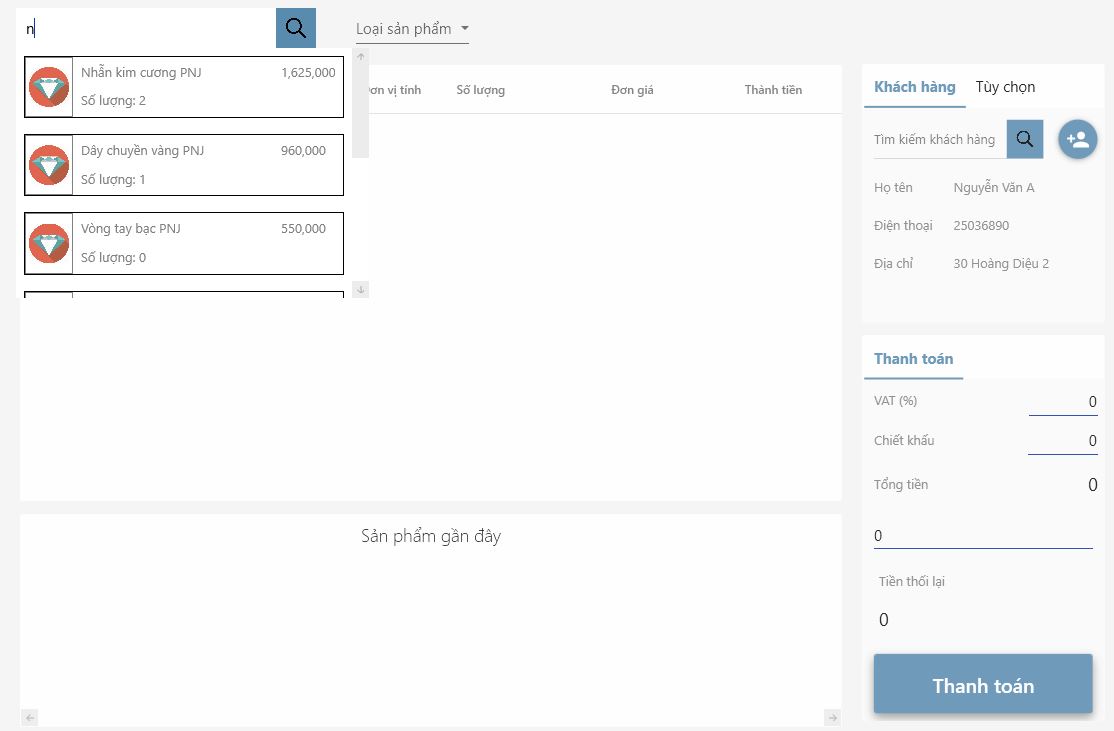 n
Loại sản phẩm
Nhẫn kim cương PNJ 1,625,000
Số lượng: 2
Dây chuyền vàng PNJ 960,000
Số lượng: 1
Vòng tay bạc PNJ 550,000
Số lượng: 0
ơn vị tính Số lượng Đơn giá Thành tiền
Sản phẩm gần đây
Khách hàng Tùy chọn
Tìm kiếm khách hàng
Họ tên Nguyễn Văn A
Điện thoại 25036890
Địa chỉ 30 Hoàng Diệu 2
Thanh toán
VAT (%) 0
Chiết khấu 0
Tổng tiền 0
0
Tiền thối lại
0
Thanh toán